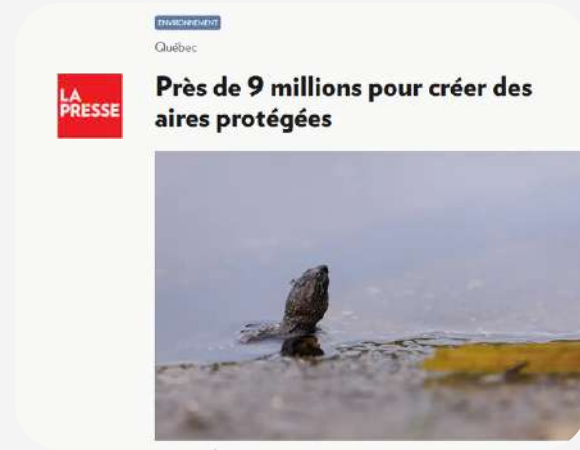 ENVIRONNEMENT
Québec
LA
PRESSE
Près de 9 millions pour créer des
aires protégées